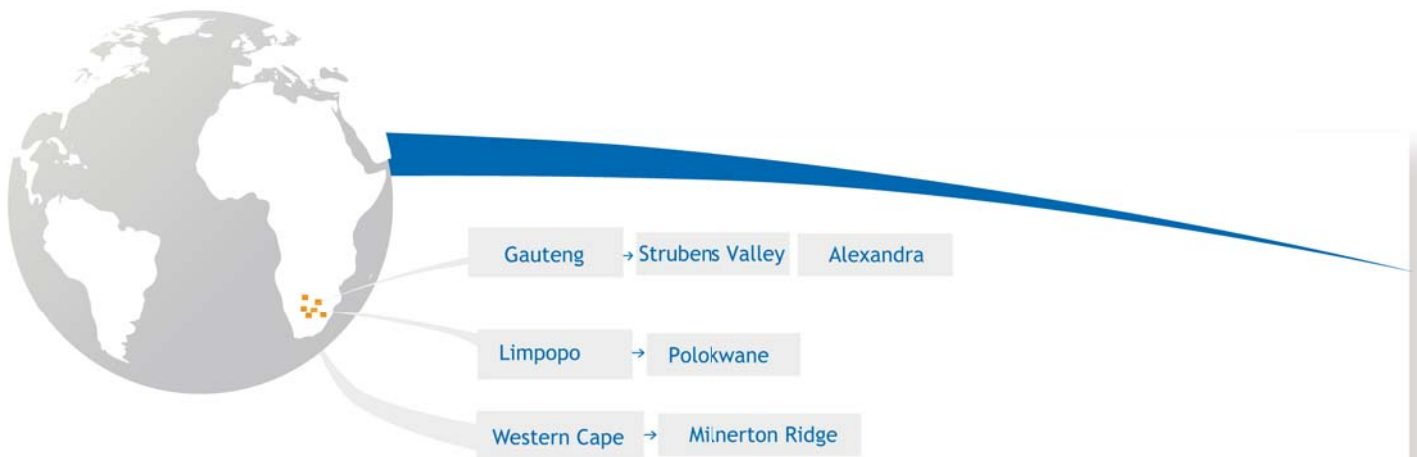 Gauteng → Strubens Valley Alexandra
Limpopo → Polokwane
Western Cape → Milnerton Ridge